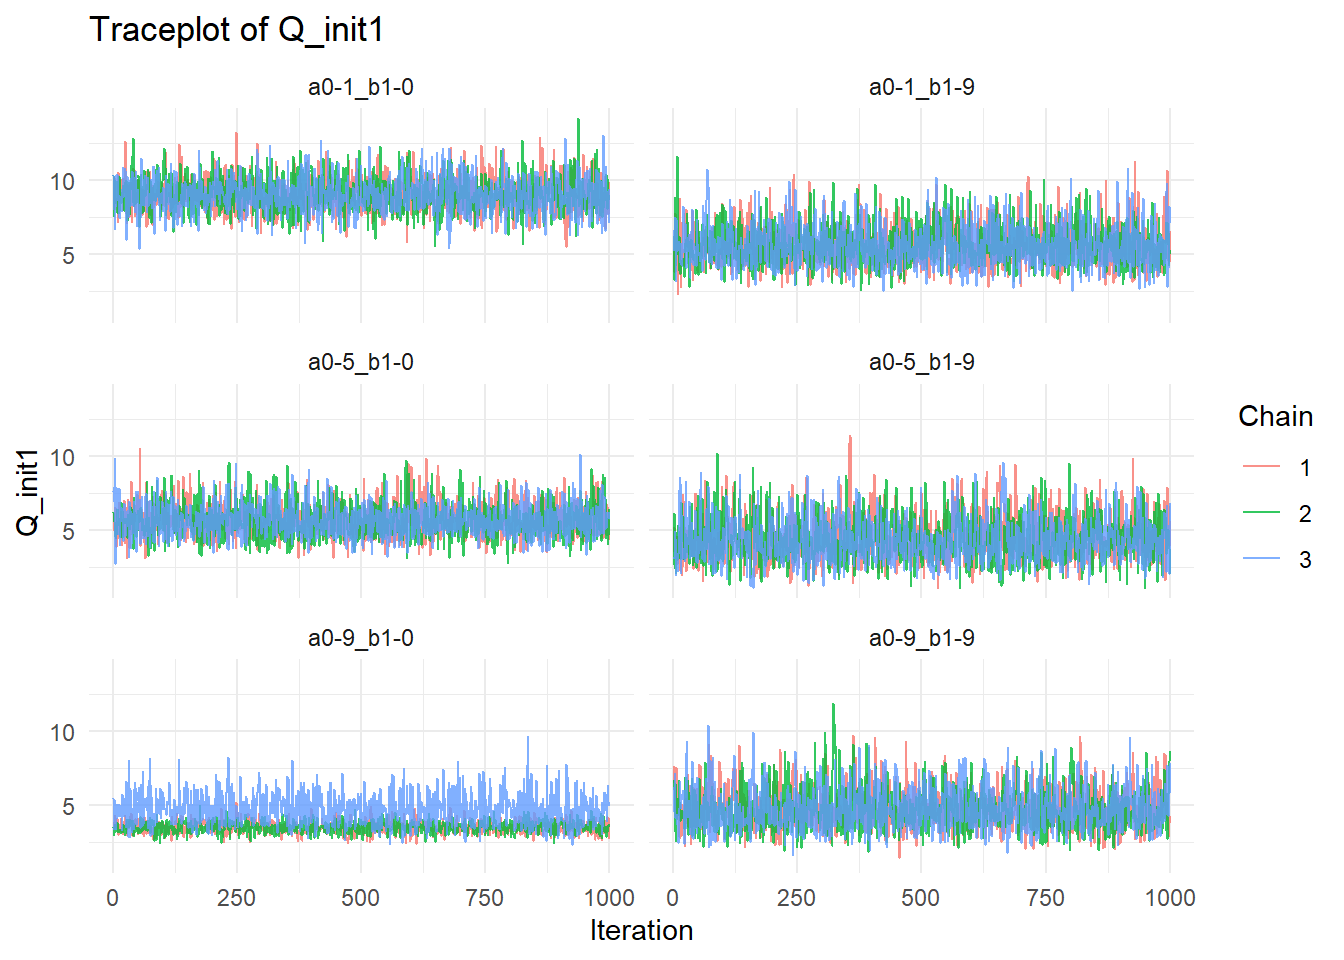 Traceplot of Q_init1
a0-1_b1-0
a0-1_b1-9
10
5
a0-5_b1-0
a0-5_b1-9
10
5
Q_init1
Chain
1
2
3
a0-9_b1-0
a0-9_b1-9
10
5
0 250 500 750 1000
0 250 500 750 1000
Iteration